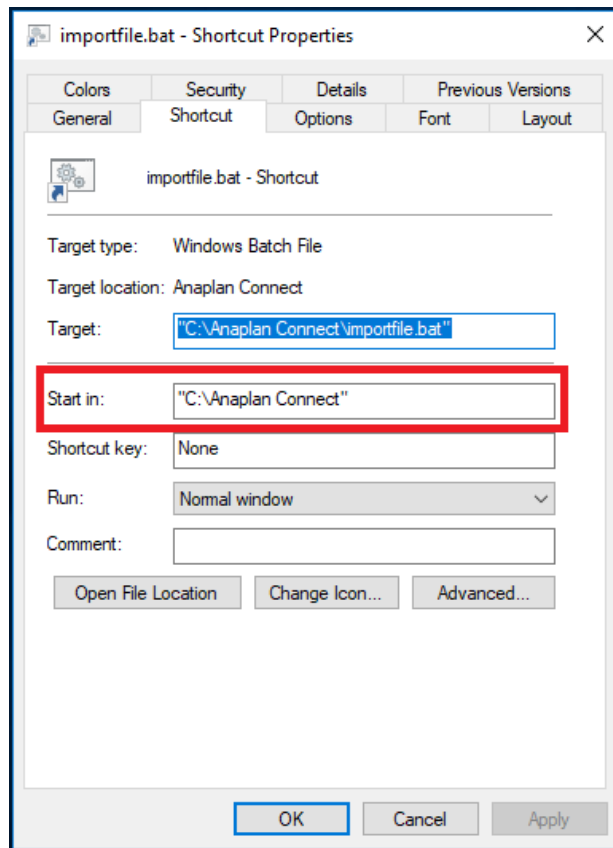 importfile.bat - Shortcut Properties
Colors Security Details Previous Versions
General Shortcut Options Font Layout
importfile.bat - Shortcut
Target type: Windows Batch File
Target location: Anaplan Connect
Target: "C:\Anaplan Connect\importfile.bat"
Start in: "C:\Anaplan Connect"
Shortcut key: None
Run: Normal window
Comment:
Open File Location Change Icon... Advanced...
OK Cancel Apply